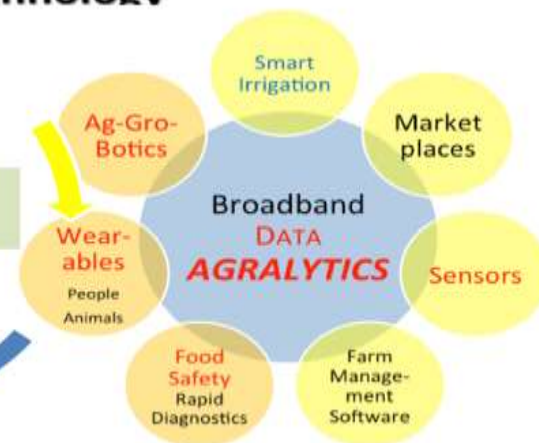 Smart
Irrigation
Ag-Gro-
Botics
Market
places
Broadband
DATA
AGRALYTICS
Wear-
ables
People
Animals
Sensors
Food
Safety
Rapid
Diagnostics
Farm
Manage-
ment
Software